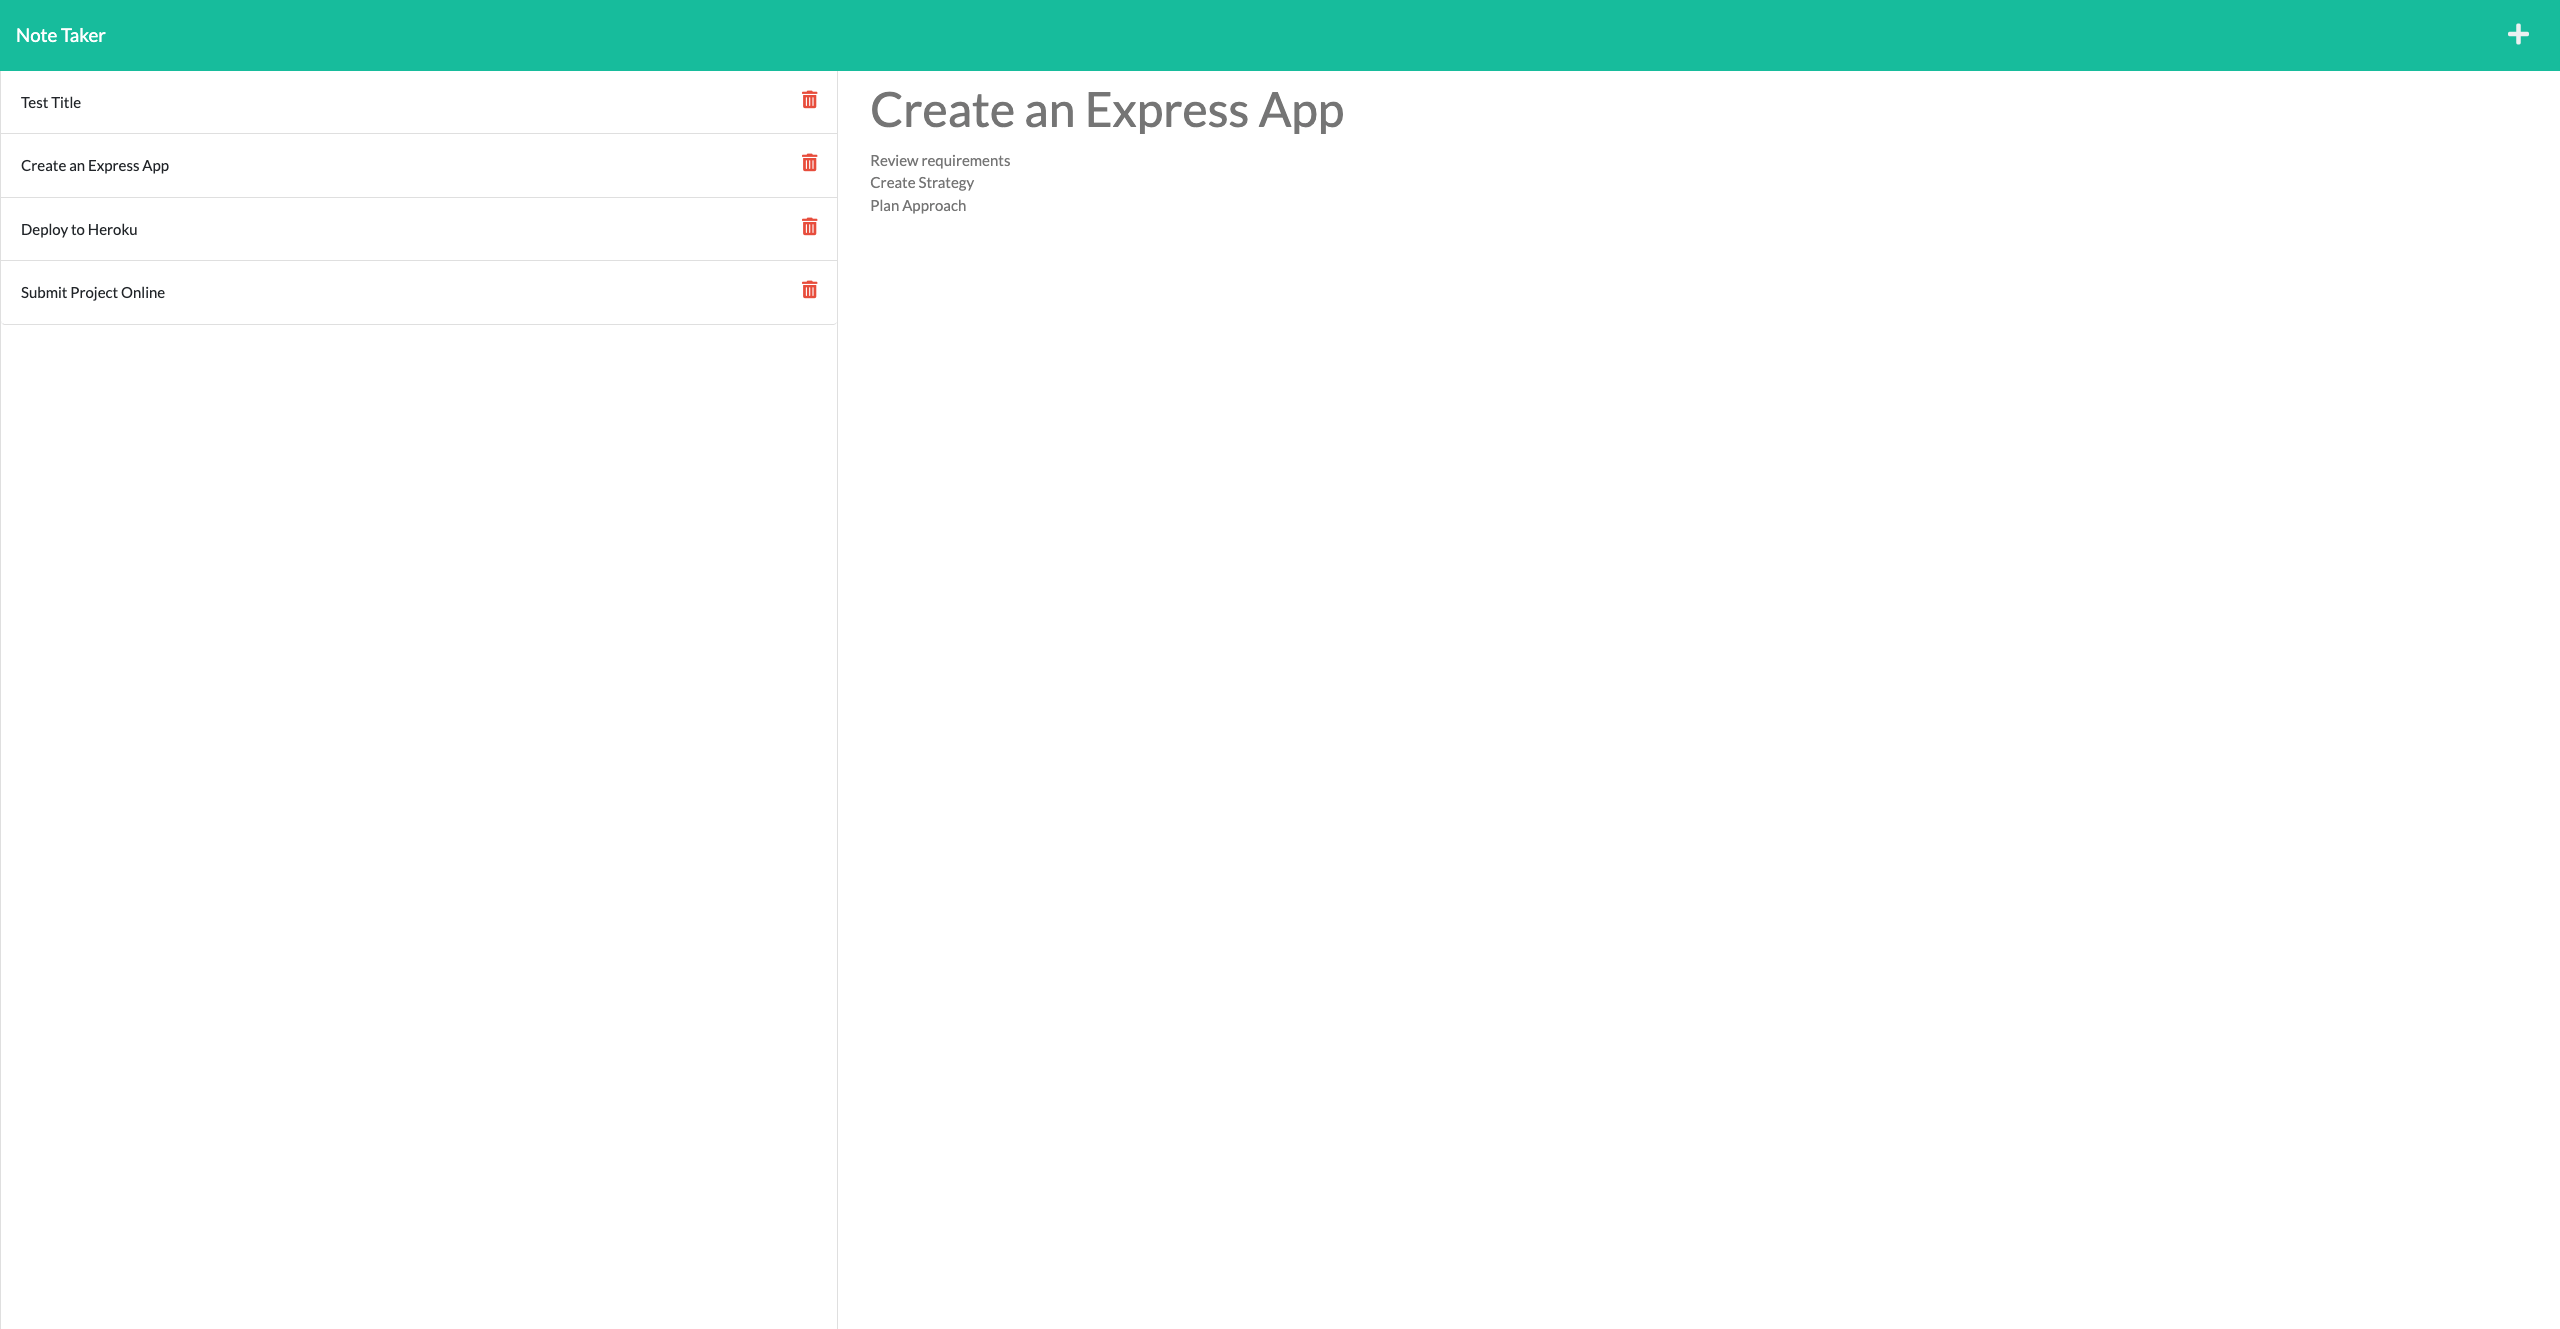 Note Taker
Test Title
Create an Express App
Deploy to Heroku
Submit Project Online
Create an Express App
Review requirements
Create Strategy
Plan Approach